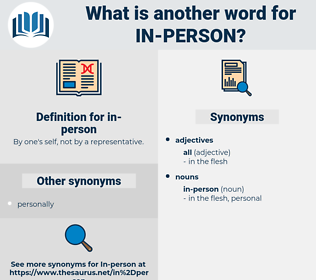 What is another word for
IN-PERSON?
Definition for in-
person
By one's self, not by a representative.
Other synonyms
personally
See more synonyms for In-person at
https://www.thesaurus.net/in%2Dper
Synonyms
adjectives
all (adjective)
- in the flesh
nouns
in-person (noun)
- in the flesh, personal